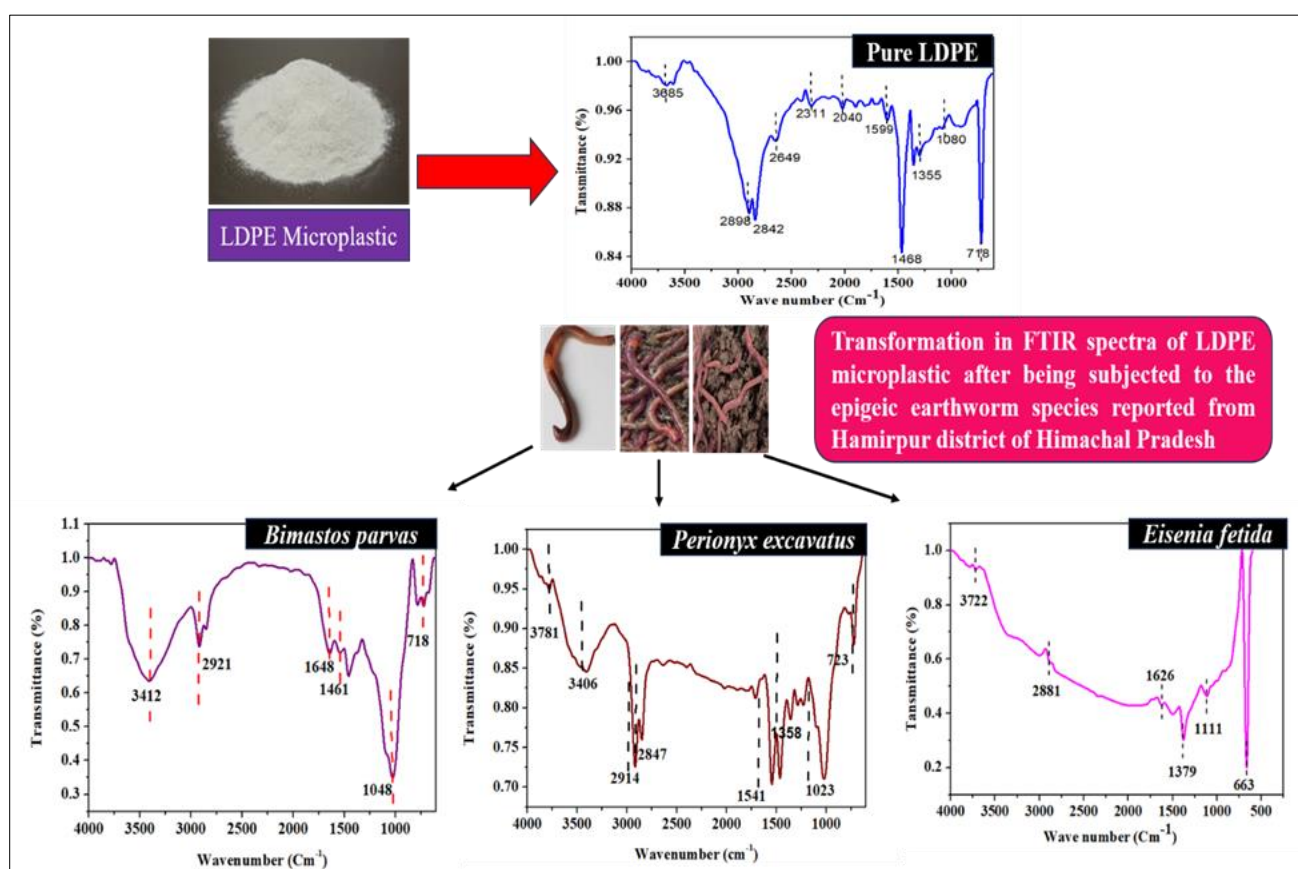 Pure LDPE
1.00
0.96
0.92
0.88
0.84
Tansmittance (%)
3685
2649
2898
2842
2311
2040
1599
1468
1355
1080
718
4000 3500 3000 2500 2000 1500 1000
Wave number (Cm-1)
LDPE Microplastic
Transformation in FTIR spectra of LDPE
microplastic after being subjected to the
epigeic earthworm species reported from
Hamirpur district of Himachal Pradesh
Bimastos parvas
1.1
1.0
0.9
0.8
0.7
0.6
0.5
0.4
0.3
Transmittance (%)
3412
2921
1648
1461
1048
718
4000 3500 3000 2500 2000 1500 1000
Wavenumber (Cm-1)
Perionyx excavatus
1.00
0.95
0.90
0.85
0.80
0.75
0.70
Transmittance (%)
3781
3406
2914
2847
1541
1358
1023
723
4000 3500 3000 2500 2000 1500 1000
Wavenumber (cm-1)
Eisenia fetida
1.0
0.8
0.6
0.4
0.2
Tansmittance (%)
3722
2881
1626
1379
1111
663
4000 3500 3000 2500 2000 1500 1000 500
Wave number (Cm-1)